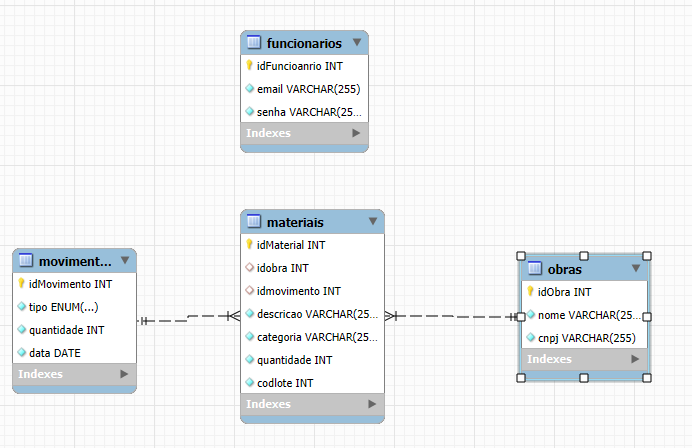 funcionarios
idFuncioanrio INT
email VARCHAR(255)
senha VARCHAR(25...
Indexes
materiais
idMaterial INT
idobra INT
idmovimento INT
descricao VARCHAR(25...
categoria VARCHAR(25...
quantidade INT
codlote INT
Indexes
moviment...
idMovimento INT
tipo ENUM(...)
quantidade INT
data DATE
Indexes
obras
idObra INT
nome VARCHAR(25...
cnpj VARCHAR(255)
Indexes